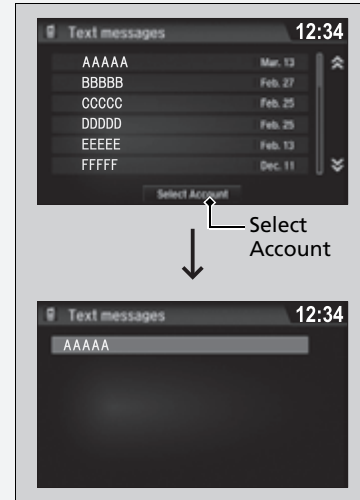 Text messages 12:34
AAAAA Mar. 13
BBBBB Feb. 27
CCCCC Feb. 25
DDDDD Feb. 25
EEEEE Feb. 13
FFFFF Dec. 11
Select Account
Select
Account
Text messages 12:34
AAAAA